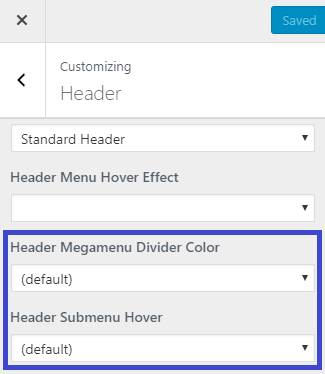 Saved
Customizing
Header
Standard Header
Header Menu Hover Effect
Header Megamenu Divider Color
(default)
Header Submenu Hover
(default)